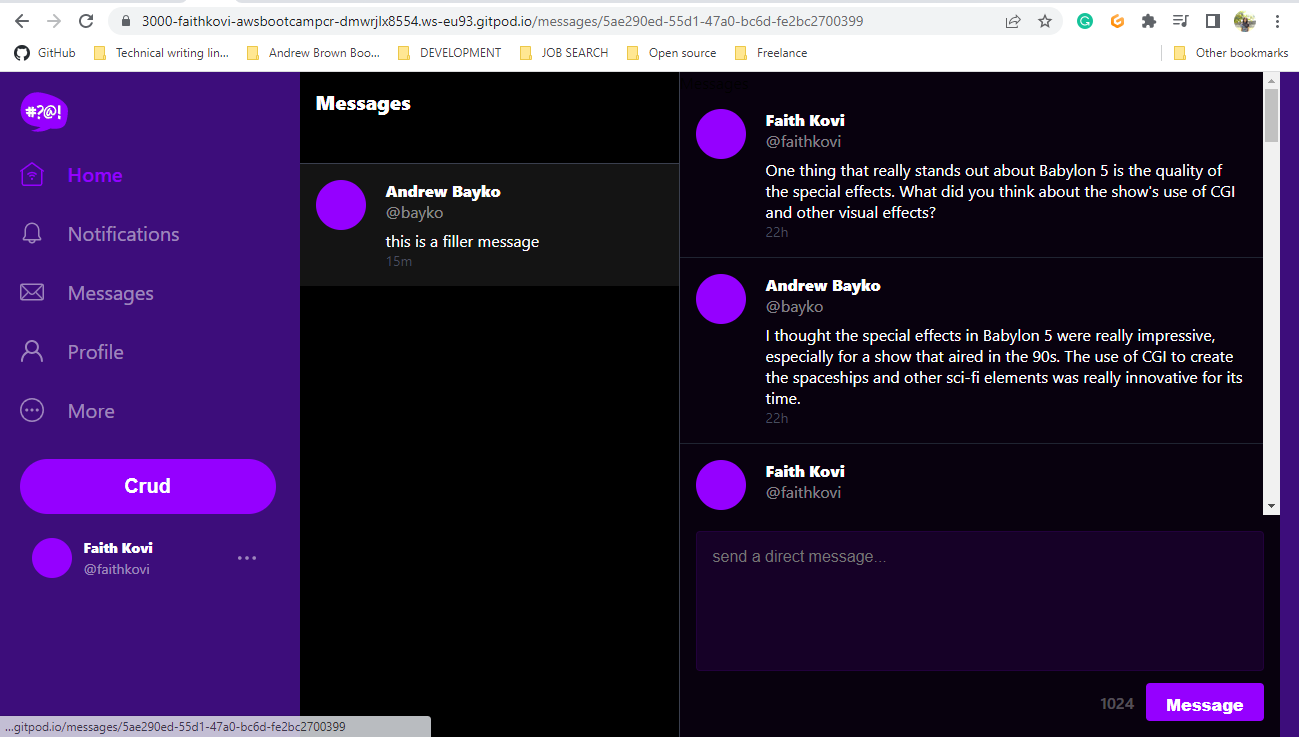 3000-faithkovi-awsbootcampcr-dmwrjlx8554.ws-eu93.gitpod.io/messages/5ae290ed-55d1-47a0-bc6d-fe2bc2700399
GitHub
Technical writing lin...
Andrew Brown Boo...
DEVELOPMENT
JOB SEARCH
Open source
Freelance
Other bookmarks
#?@!
Home
Notifications
Messages
Profile
More
Crud
Faith Kovi
@faithkovi
...
Messages
Andrew Bayko
@bayko
this is a filler message
15m
Faith Kovi
@faithkovi
One thing that really stands out about Babylon 5 is the quality of
the special effects. What did you think about the show's use of CGI
and other visual effects?
22h
Andrew Bayko
@bayko
I thought the special effects in Babylon 5 were really impressive,
especially for a show that aired in the 90s. The use of CGI to create
the spaceships and other sci-fi elements was really innovative for its
time.
22h
Faith Kovi
@faithkovi
send a direct message...
1024
Message
...gitpod.io/messages/5ae290ed-55d1-47a0-bc6d-fe2bc2700399